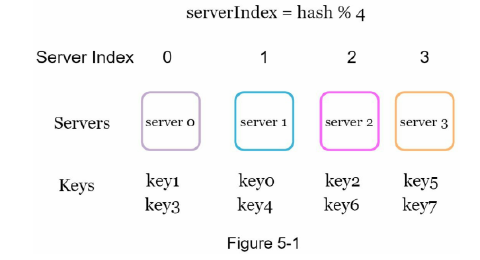 serverIndex = hash % 4
Server Index 0 1 2 3
Servers server 0 server 1 server 2 server 3
Keys key1 key0 key2 key5
key3 key4 key6 key7
Figure 5-1